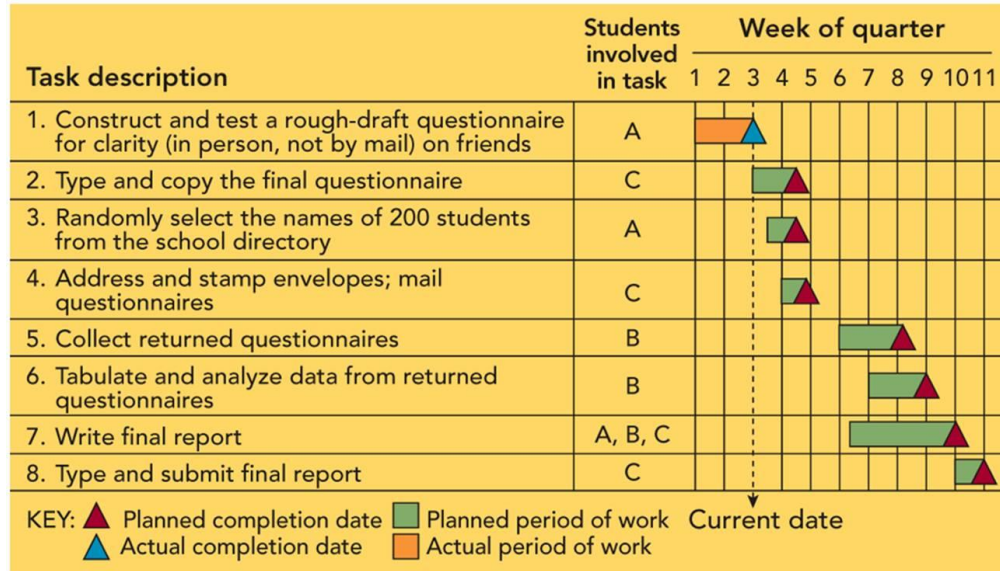 Students
involved
in task
Week of quarter
Task description
1 2 3 4 5 6 7 8 9 10 11
1. Construct and test a rough-draft questionnaire
for clarity (in person, not by mail) on friends
A
2. Type and copy the final questionnaire
C
3. Randomly select the names of 200 students
from the school directory
A
4. Address and stamp envelopes; mail
questionnaires
C
5. Collect returned questionnaires
B
6. Tabulate and analyze data from returned
questionnaires
B
7. Write final report
A, B, C
8. Type and submit final report
C
KEY: Planned completion date Planned period of work Current date
Actual completion date Actual period of work